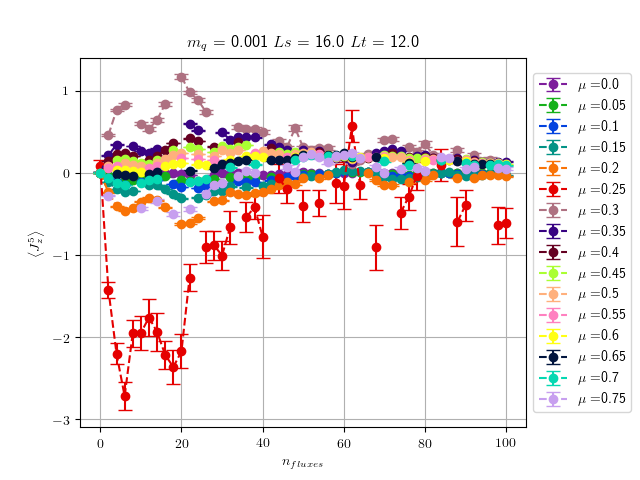 m_q = 0.001 Ls = 16.0 Lt = 12.0
⟨J_z^5⟩
1
0
−1
−2
−3
0 20 40 60 80 100
n_fluxes
μ =0.0
μ =0.05
μ =0.1
μ =0.15
μ =0.2
μ =0.25
μ =0.3
μ =0.35
μ =0.4
μ =0.45
μ =0.5
μ =0.55
μ =0.6
μ =0.65
μ =0.7
μ =0.75